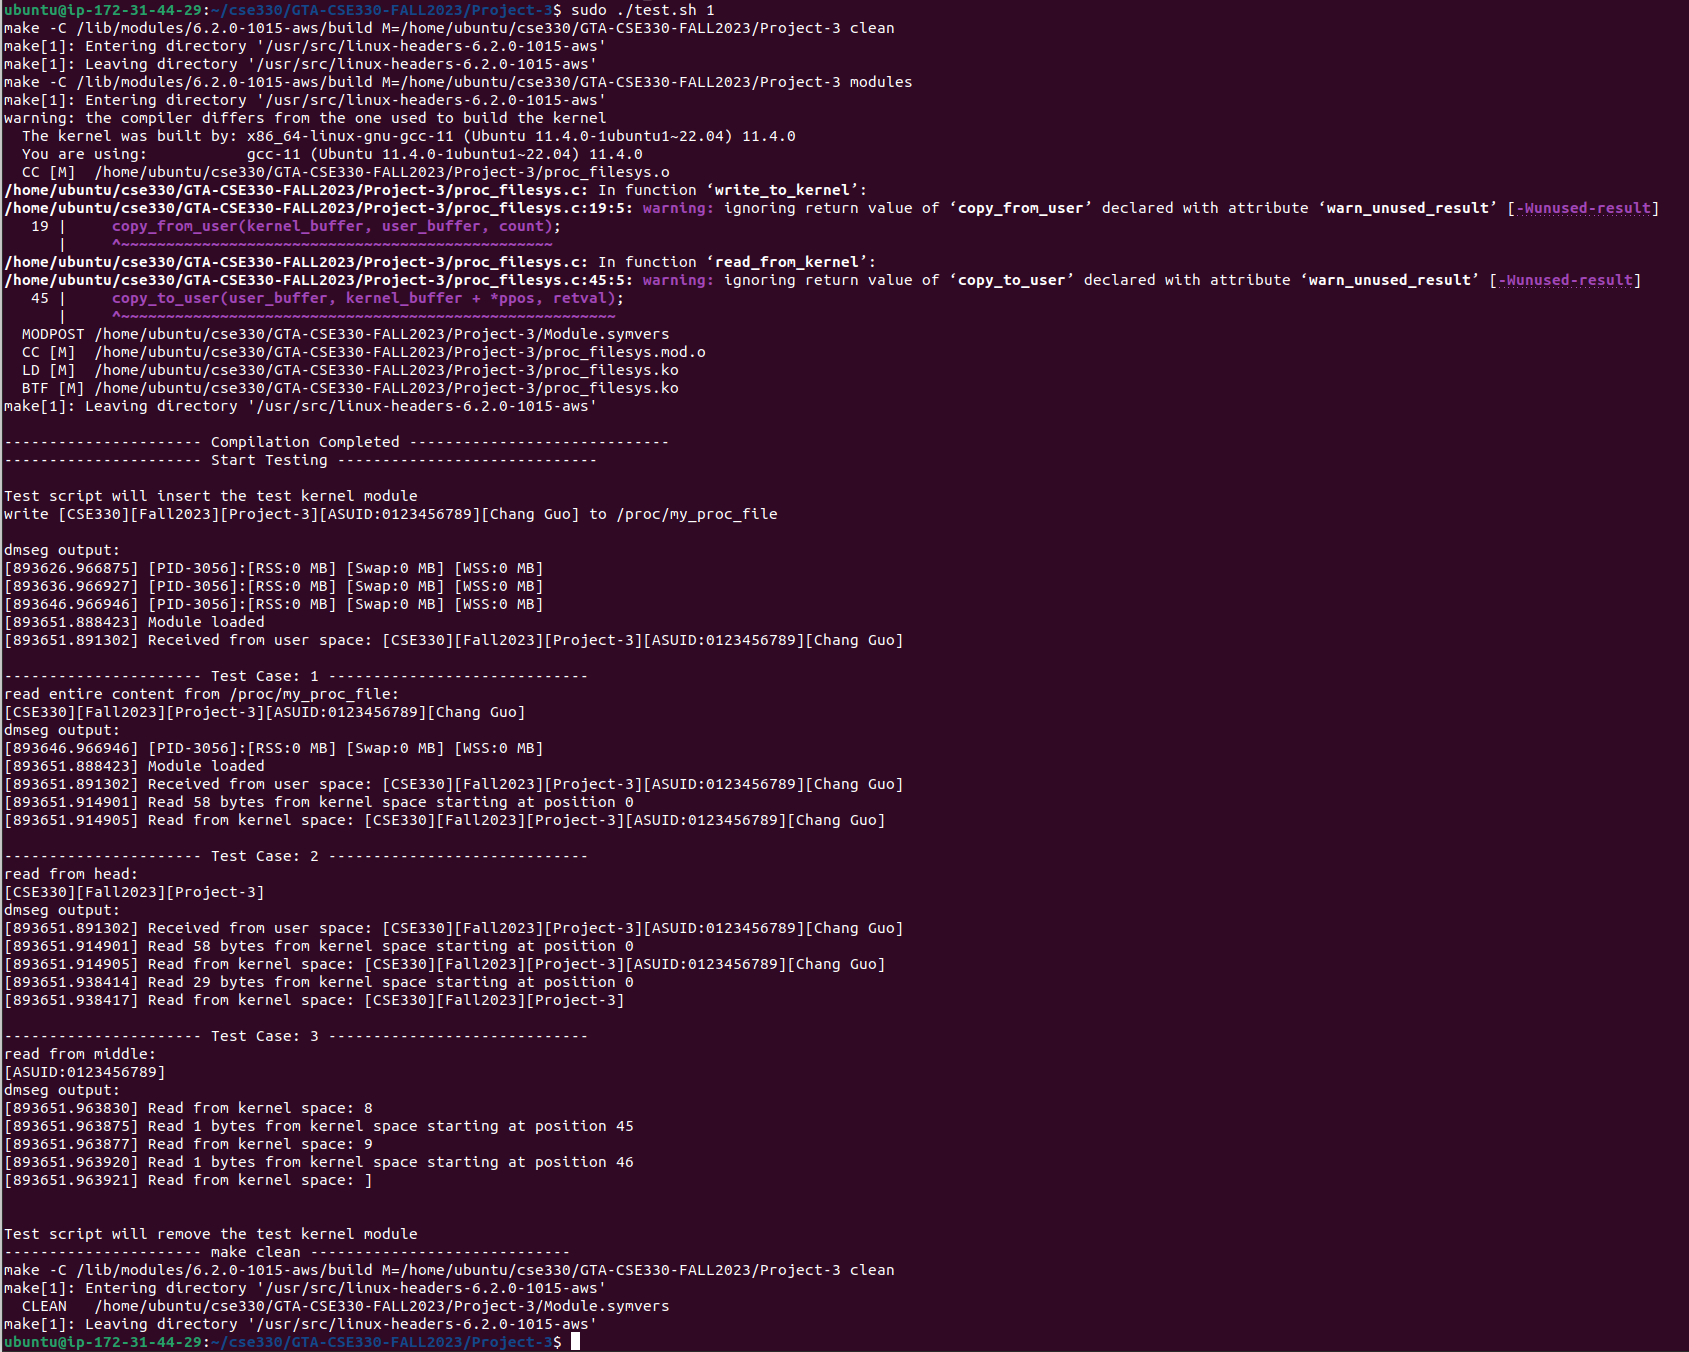 ubuntu@ip-172-31-44-29:~/cse330/GTA-CSE330-FALL2023/Project-3$ sudo ./test.sh 1
make -C /lib/modules/6.2.0-1015-aws/build M=/home/ubuntu/cse330/GTA-CSE330-FALL2023/Project-3 clean
make[1]: Entering directory '/usr/src/linux-headers-6.2.0-1015-aws'
make[1]: Leaving directory '/usr/src/linux-headers-6.2.0-1015-aws'
make -C /lib/modules/6.2.0-1015-aws/build M=/home/ubuntu/cse330/GTA-CSE330-FALL2023/Project-3 modules
make[1]: Entering directory '/usr/src/linux-headers-6.2.0-1015-aws'
warning: the compiler differs from the one used to build the kernel
  The kernel was built by: x86_64-linux-gnu-gcc-11 (Ubuntu 11.4.0-1ubuntu1~22.04) 11.4.0
  You are using:           gcc-11 (Ubuntu 11.4.0-1ubuntu1~22.04) 11.4.0
  CC [M]  /home/ubuntu/cse330/GTA-CSE330-FALL2023/Project-3/proc_filesys.o
/home/ubuntu/cse330/GTA-CSE330-FALL2023/Project-3/proc_filesys.c: In function ‘write_to_kernel’:
/home/ubuntu/cse330/GTA-CSE330-FALL2023/Project-3/proc_filesys.c:19:5: warning: ignoring return value of ‘copy_from_user’ declared with attribute ‘warn_unused_result’ [-Wunused-result]
   19 |     copy_from_user(kernel_buffer, user_buffer, count);
      |     ^~~~~~~~~~~~~~~~~~~~~~~~~~~~~~~~~~~~~~~~~~~~~~~~~
/home/ubuntu/cse330/GTA-CSE330-FALL2023/Project-3/proc_filesys.c: In function ‘read_from_kernel’:
/home/ubuntu/cse330/GTA-CSE330-FALL2023/Project-3/proc_filesys.c:45:5: warning: ignoring return value of ‘copy_to_user’ declared with attribute ‘warn_unused_result’ [-Wunused-result]
   45 |     copy_to_user(user_buffer, kernel_buffer + *ppos, retval);
      |     ^~~~~~~~~~~~~~~~~~~~~~~~~~~~~~~~~~~~~~~~~~~~~~~~~~~~~~~~
  MODPOST /home/ubuntu/cse330/GTA-CSE330-FALL2023/Project-3/Module.symvers
  CC [M]  /home/ubuntu/cse330/GTA-CSE330-FALL2023/Project-3/proc_filesys.mod.o
  LD [M]  /home/ubuntu/cse330/GTA-CSE330-FALL2023/Project-3/proc_filesys.ko
  BTF [M] /home/ubuntu/cse330/GTA-CSE330-FALL2023/Project-3/proc_filesys.ko
make[1]: Leaving directory '/usr/src/linux-headers-6.2.0-1015-aws'
---------------------- Compilation Completed -----------------------------
---------------------- Start Testing -----------------------------
Test script will insert the test kernel module
write [CSE330][Fall2023][Project-3][ASUID:0123456789][Chang Guo] to /proc/my_proc_file
dmseg output:
[893626.966875] [PID-3056]:[RSS:0 MB] [Swap:0 MB] [WSS:0 MB]
[893636.966927] [PID-3056]:[RSS:0 MB] [Swap:0 MB] [WSS:0 MB]
[893646.966946] [PID-3056]:[RSS:0 MB] [Swap:0 MB] [WSS:0 MB]
[893651.888423] Module loaded
[893651.891302] Received from user space: [CSE330][Fall2023][Project-3][ASUID:0123456789][Chang Guo]
---------------------- Test Case: 1 -----------------------------
read entire content from /proc/my_proc_file:
[CSE330][Fall2023][Project-3][ASUID:0123456789][Chang Guo]
dmseg output:
[893646.966946] [PID-3056]:[RSS:0 MB] [Swap:0 MB] [WSS:0 MB]
[893651.888423] Module loaded
[893651.891302] Received from user space: [CSE330][Fall2023][Project-3][ASUID:0123456789][Chang Guo]
[893651.914901] Read 58 bytes from kernel space starting at position 0
[893651.914905] Read from kernel space: [CSE330][Fall2023][Project-3][ASUID:0123456789][Chang Guo]
---------------------- Test Case: 2 -----------------------------
read from head:
[CSE330][Fall2023][Project-3]
dmseg output:
[893651.891302] Received from user space: [CSE330][Fall2023][Project-3][ASUID:0123456789][Chang Guo]
[893651.914901] Read 58 bytes from kernel space starting at position 0
[893651.914905] Read from kernel space: [CSE330][Fall2023][Project-3][ASUID:0123456789][Chang Guo]
[893651.938414] Read 29 bytes from kernel space starting at position 0
[893651.938417] Read from kernel space: [CSE330][Fall2023][Project-3]
---------------------- Test Case: 3 -----------------------------
read from middle:
[ASUID:0123456789]
dmseg output:
[893651.963830] Read from kernel space: 8
[893651.963875] Read 1 bytes from kernel space starting at position 45
[893651.963877] Read from kernel space: 9
[893651.963920] Read 1 bytes from kernel space starting at position 46
[893651.963921] Read from kernel space: ]
Test script will remove the test kernel module
---------------------- make clean -----------------------------
make -C /lib/modules/6.2.0-1015-aws/build M=/home/ubuntu/cse330/GTA-CSE330-FALL2023/Project-3 clean
make[1]: Entering directory '/usr/src/linux-headers-6.2.0-1015-aws'
  CLEAN   /home/ubuntu/cse330/GTA-CSE330-FALL2023/Project-3/Module.symvers
make[1]: Leaving directory '/usr/src/linux-headers-6.2.0-1015-aws'
ubuntu@ip-172-31-44-29:~/cse330/GTA-CSE330-FALL2023/Project-3$